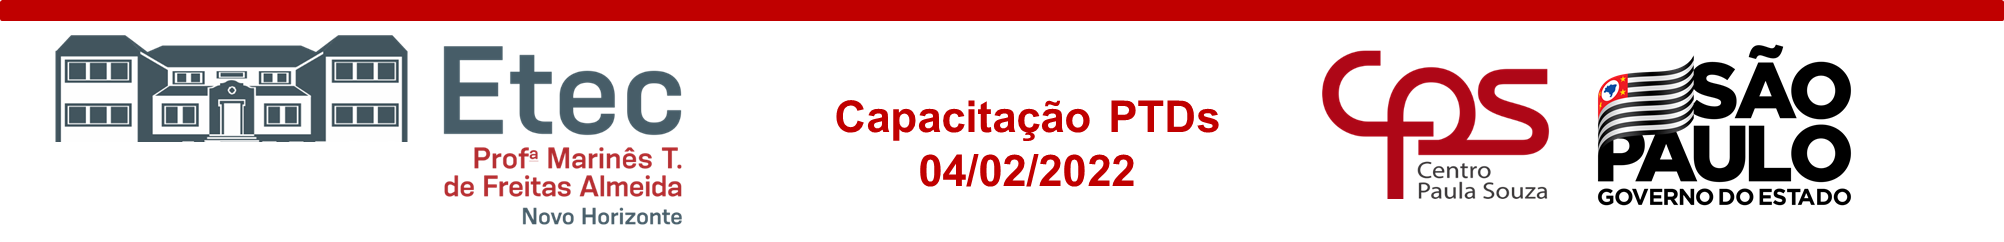 Etec
Profª Marinês T.
de Freitas Almeida
Novo Horizonte
Capacitação PTDs
04/02/2022
CPS
Centro
Paula Souza
SÃO
PAULO
GOVERNO DO ESTADO